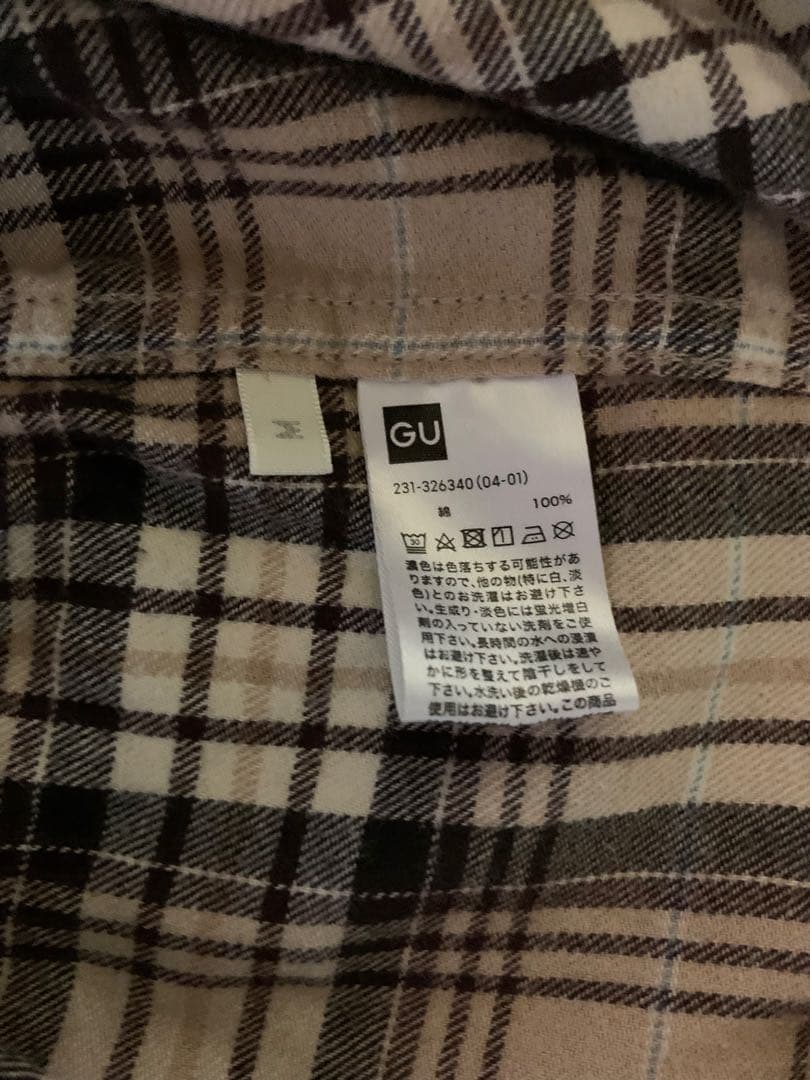 M
GU
231-326340(04-01)
綿 100%
30
濃色は色落ちする可能性があ
りますので、他の物(特に白、淡
色)とのお洗濯はお避け下さ
い。生成り・淡色には蛍光増白
剤の入っていない洗剤をご使
用下さい。長時間の水への浸漬
はお避け下さい。洗濯後は速や
かに形を整えて陰干しをして
下さい。水洗い後の乾燥機のご
使用はお避け下さい。この商品